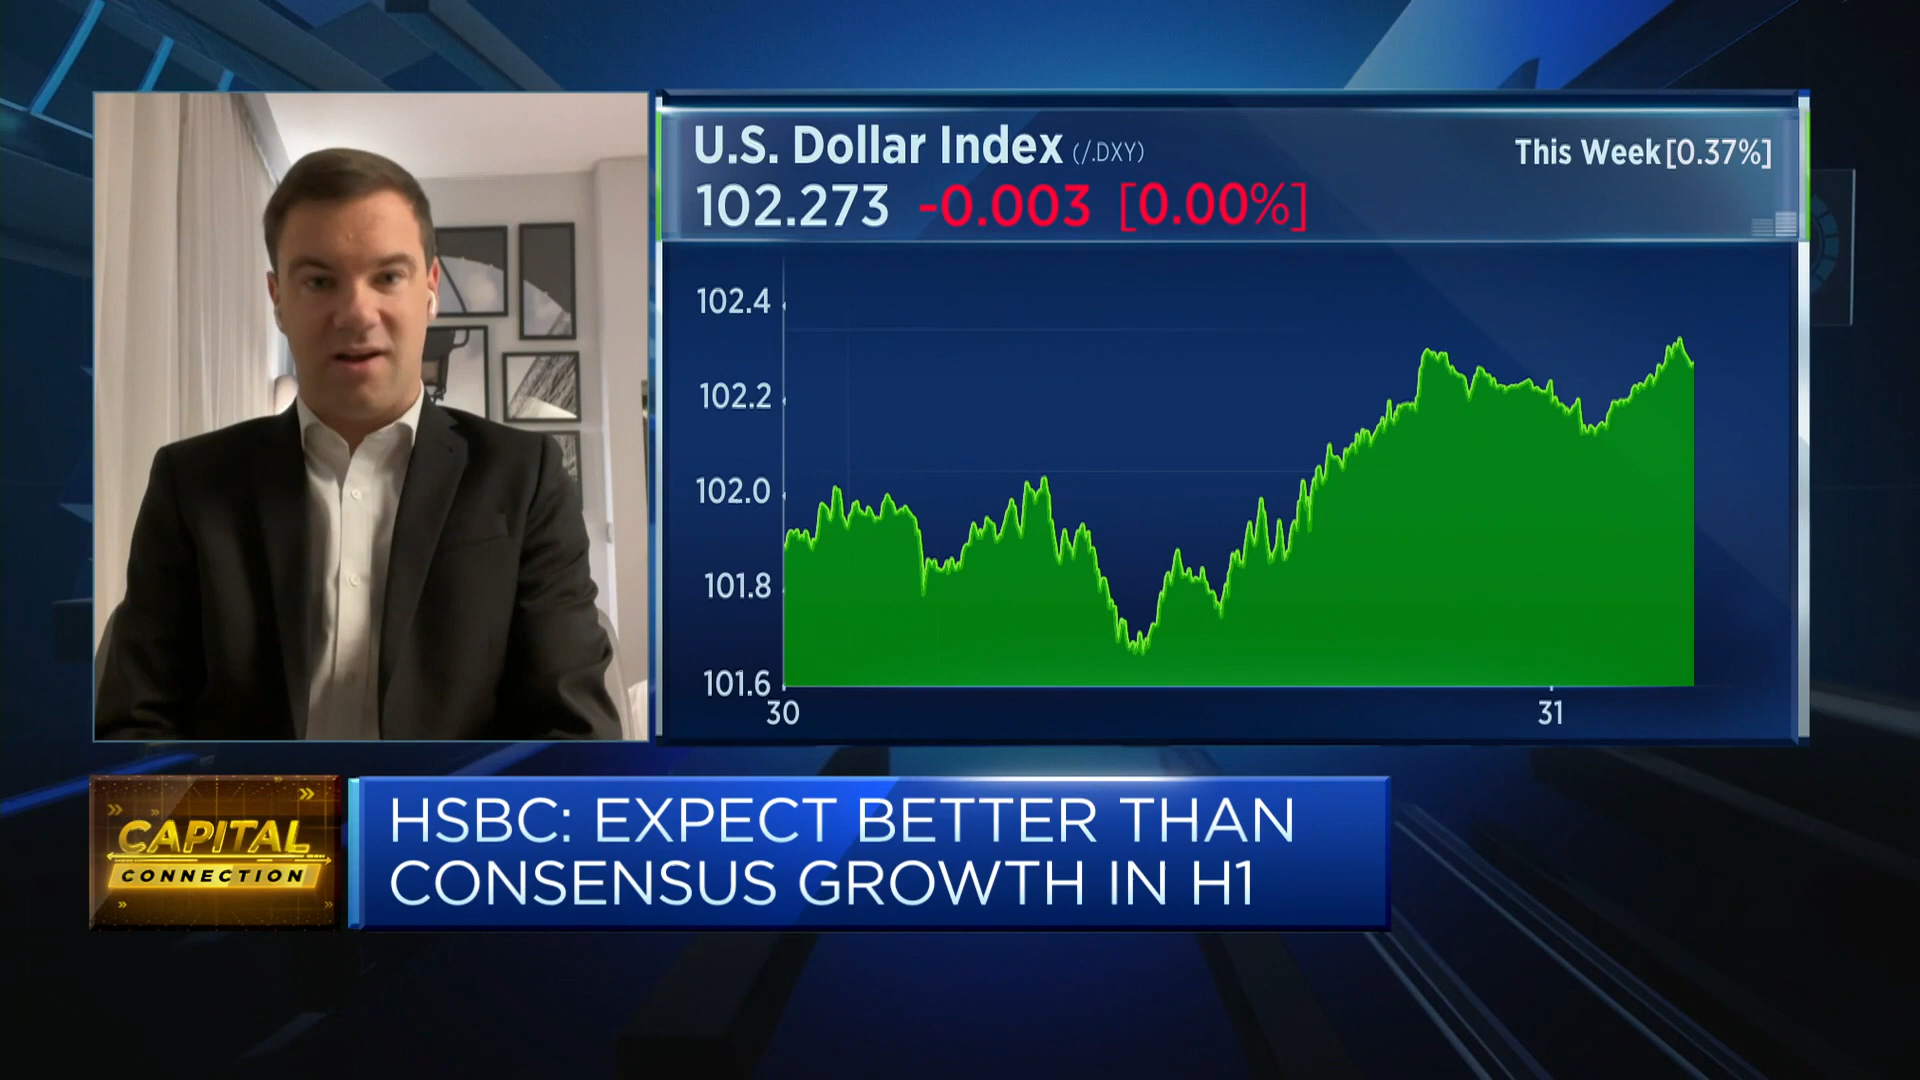 U.S. Dollar Index (/.DXY)
This Week [0.37%]
102.273 -0.003 [0.00%]
102.4
102.2
102.0
101.8
101.6
30
31
CAPITAL
CONNECTION
HSBC: EXPECT BETTER THAN
CONSENSUS GROWTH IN H1